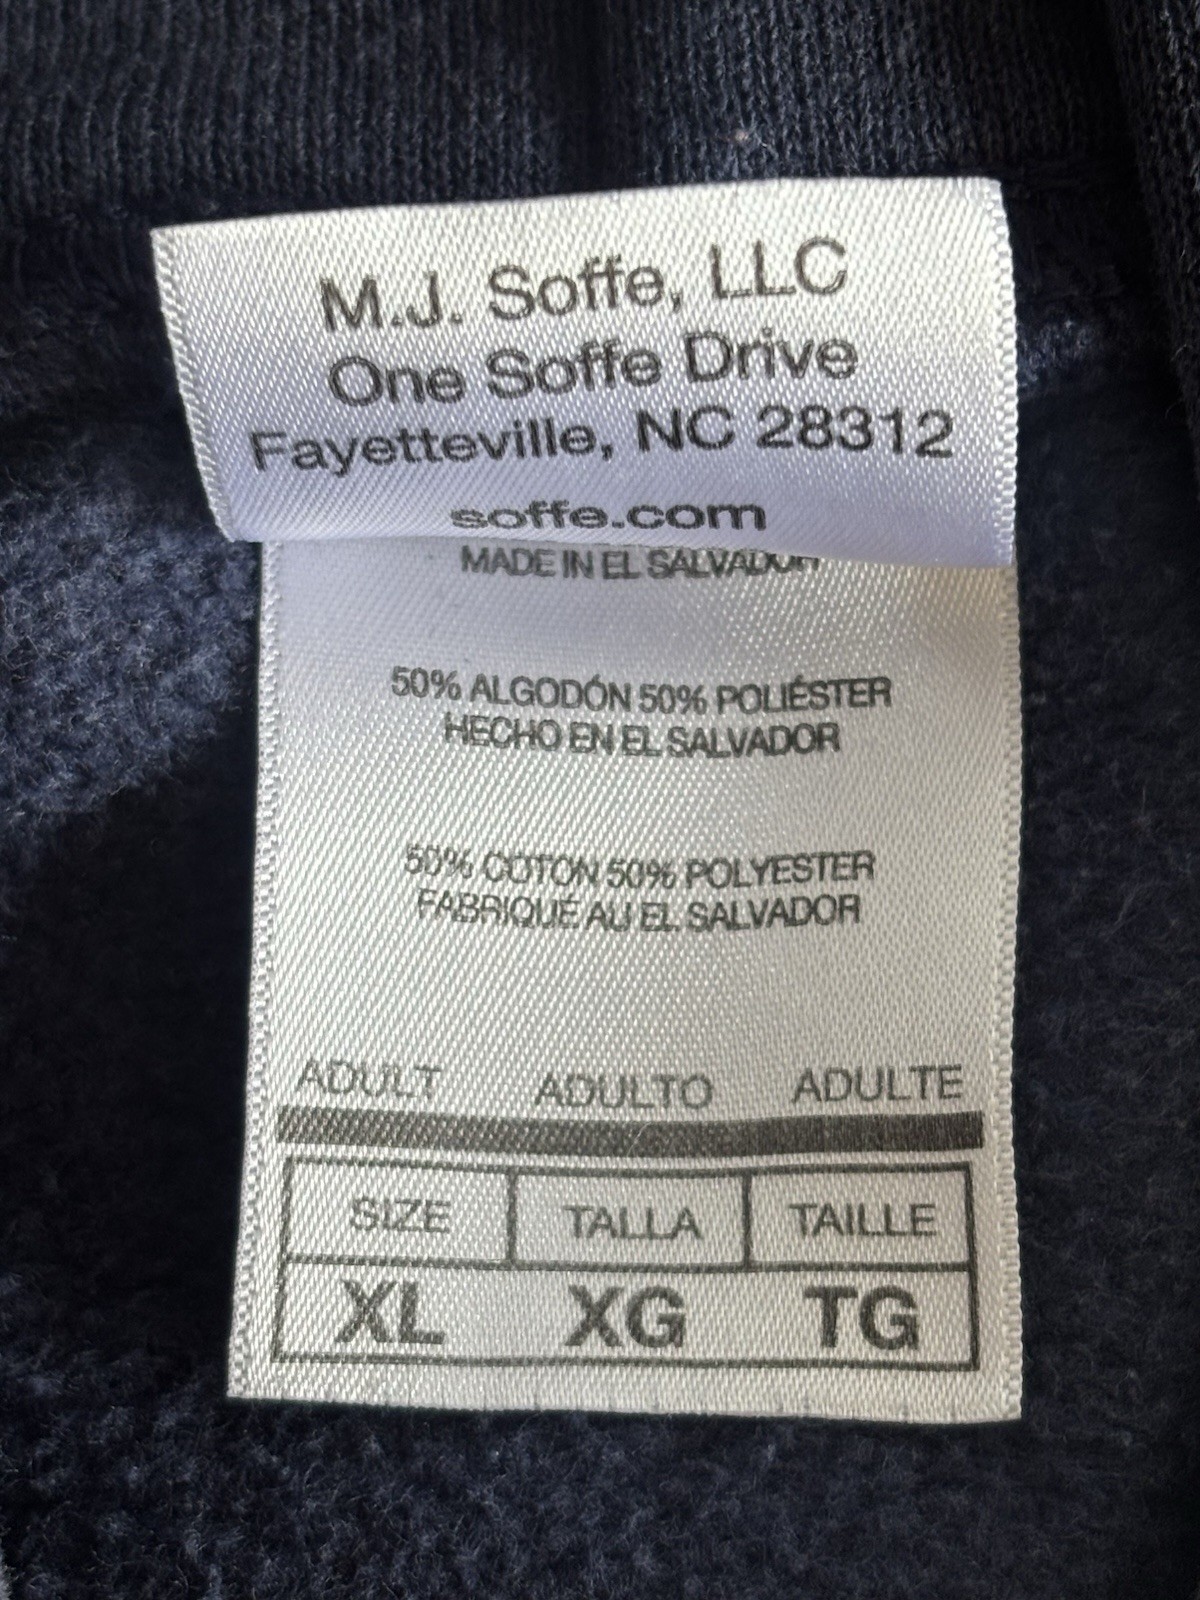 M.J. Soffe, LLC
One Soffe Drive
Fayetteville, NC 28312
soffe.com
MADE IN EL SALVADOR
50% ALGODÓN 50% POLIÉSTER
HECHO EN EL SALVADOR
50% COTON 50% POLYESTER
FABRIQUÉ AU EL SALVADOR
ADULT ADULTO ADULTE
SIZE TALLA TAILLE
XL XG TG